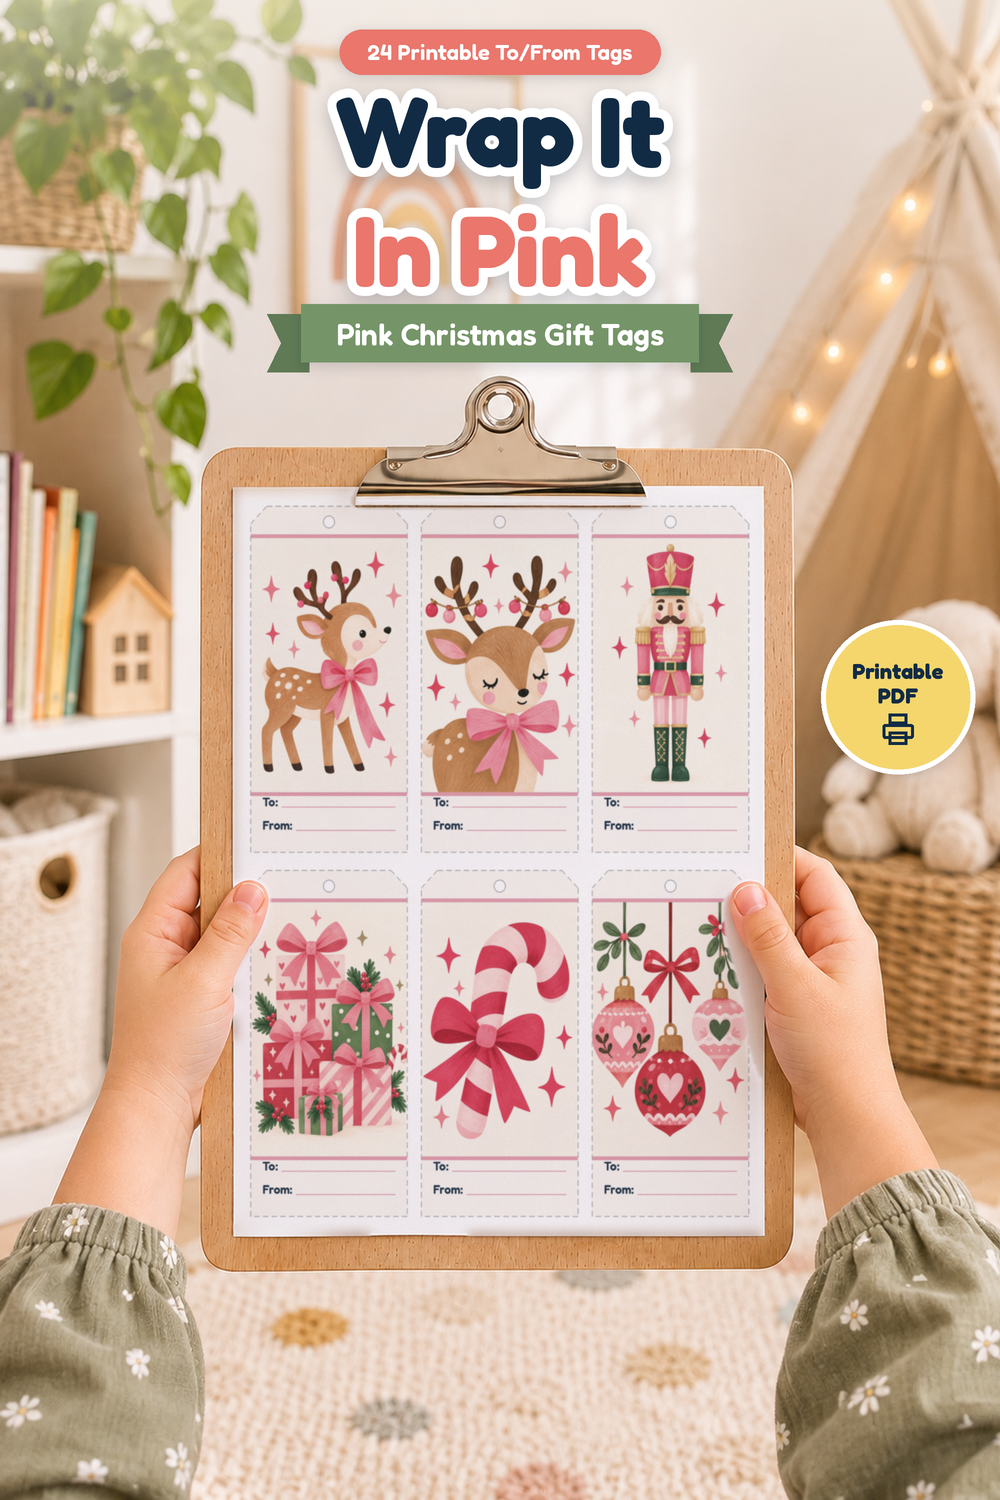 24 Printable To/From Tags
Wrap It
In Pink
Pink Christmas Gift Tags
Printable
PDF
To:
From:
To:
From:
To:
From:
To:
From:
To:
From:
To:
From: